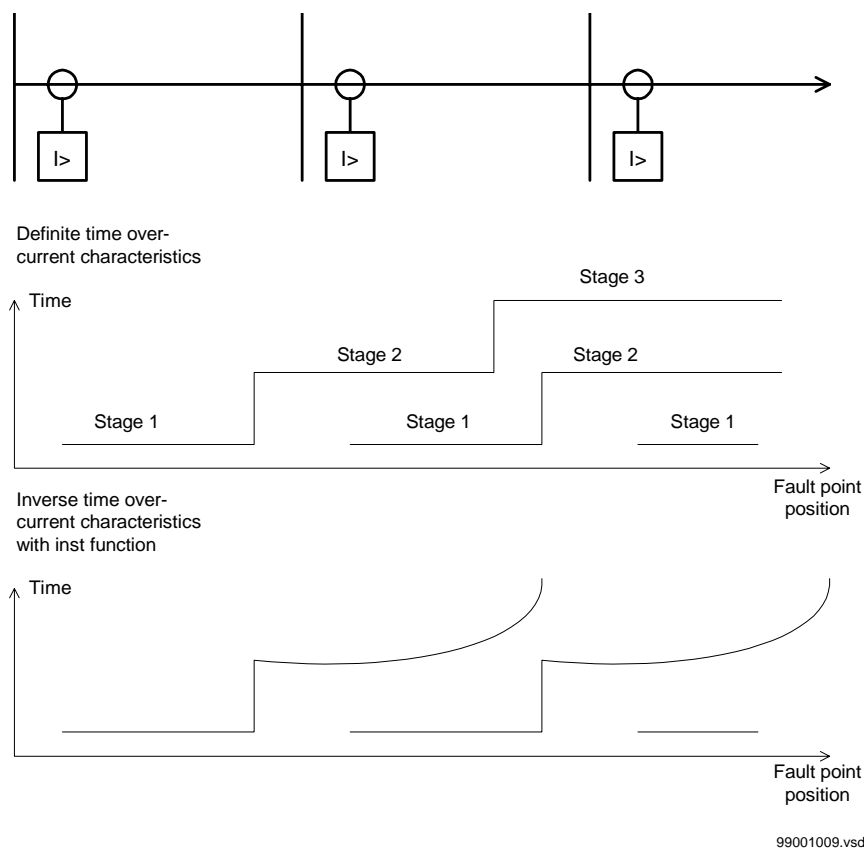 I>
I>
I>
Definite time over-
current characteristics
Time
Stage 3
Stage 2
Stage 2
Stage 1
Stage 1
Stage 1
Fault point
position
Inverse time over-
current characteristics
with inst function
Time
Fault point
position
99001009.vsd